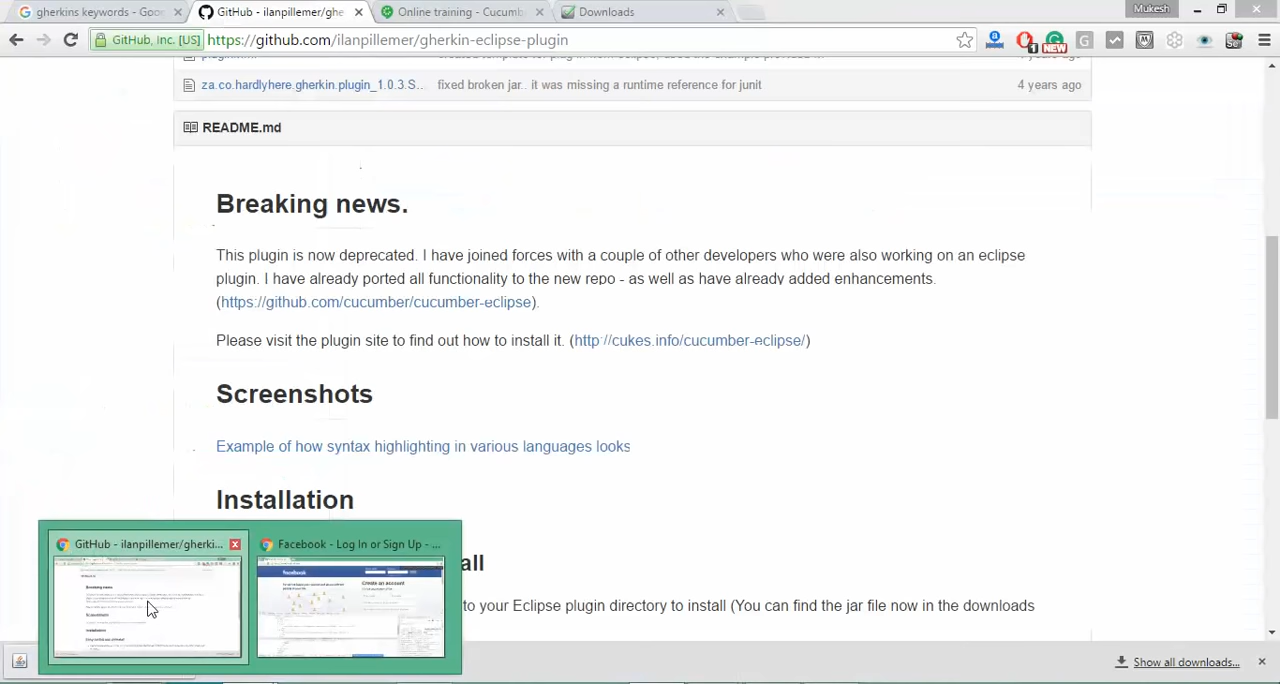 gherkins keywords - Goo
GitHub - ilanpillemer/ghe
Online training - Cucumb
Downloads
Mukesh
GitHub, Inc. [US]
https://github.com/ilanpillemer/gherkin-eclipse-plugin
NEW
za.co.hardlyhere.gherkin.plugin_1.0.3.S...
fixed broken jar.. it was missing a runtime reference for junit
4 years ago
README.md
Breaking news.
This plugin is now deprecated. I have joined forces with a couple of other developers who were also working on an eclipse
plugin. I have already ported all functionality to the new repo - as well as have already added enhancements.
(https://github.com/cucumber/cucumber-eclipse).
Please visit the plugin site to find out how to install it. (http://cukes.info/cucumber-eclipse/)
Screenshots
Example of how syntax highlighting in various languages looks
Installation
GitHub - ilanpillemer/gherki...
Facebook - Log In or Sign Up - ...
facebook
Create an account
all
to your Eclipse plugin directory to install (You can find the jar file now in the downloads
Show all downloads...